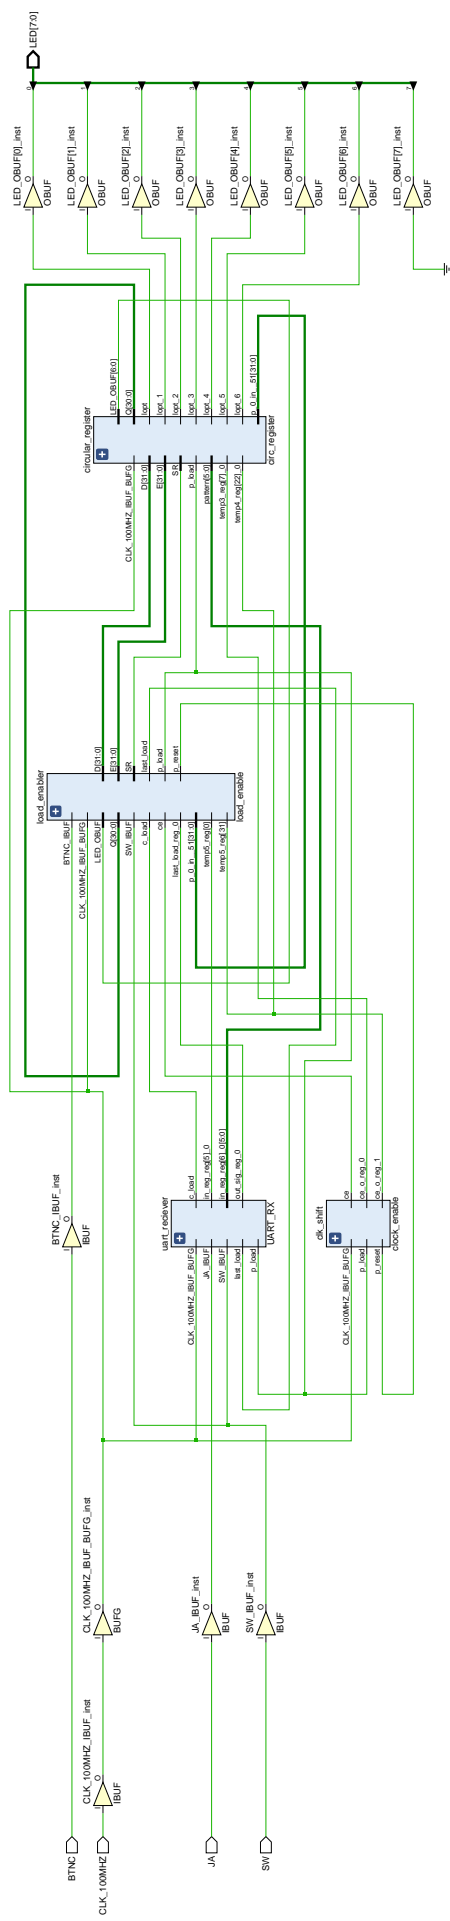 BTNC
CLK_100MHZ
JA
SW
CLK_100MHZ_IBUF_inst
I
O
IBUF
CLK_100MHZ_IBUF_BUFG_inst
I
O
BUFG
JA_IBUF_inst
I
O
IBUF
SW_IBUF_inst
I
O
IBUF
BTNC_IBUF_inst
I
O
IBUF
uart_reciever
CLK_100MHZ_IBUF_BUFG
JA_IBUF
SW_IBUF
last_load
p_load
c_load
in_reg_reg[5]_0
in_reg_reg[6]_0[5:0]
out_sig_reg_0
UART_RX
clk_shift
CLK_100MHZ_IBUF_BUFG
p_load
p_reset
ce
ce_o_reg_0
ce_o_reg_1
clock_enable
load_enabler
BTNC_IBUF
CLK_100MHZ_IBUF_BUFG
LED_OBUF
Q[30:0]
SW_IBUF
c_load
ce
last_load_reg_0
p_0_in__51[31:0]
temp5_reg[0]
temp5_reg[31]
D[31:0]
E[31:0]
SR
last_load
p_load
p_reset
load_enable
circular_register
CLK_100MHZ_IBUF_BUFG
D[31:0]
E[31:0]
SR
p_load
pattern[5:0]
temp3_reg[7]_0
temp4_reg[22]_0
LED_OBUF[6:0]
Q[30:0]
lopt
lopt_1
lopt_2
lopt_3
lopt_4
lopt_5
lopt_6
p_0_in__51[31:0]
circ_register
LED_OBUF[0]_inst
I
O
OBUF
LED_OBUF[1]_inst
I
O
OBUF
LED_OBUF[2]_inst
I
O
OBUF
LED_OBUF[3]_inst
I
O
OBUF
LED_OBUF[4]_inst
I
O
OBUF
LED_OBUF[5]_inst
I
O
OBUF
LED_OBUF[6]_inst
I
O
OBUF
LED_OBUF[7]_inst
I
O
OBUF
0
1
2
3
4
5
6
7
LED[7:0]